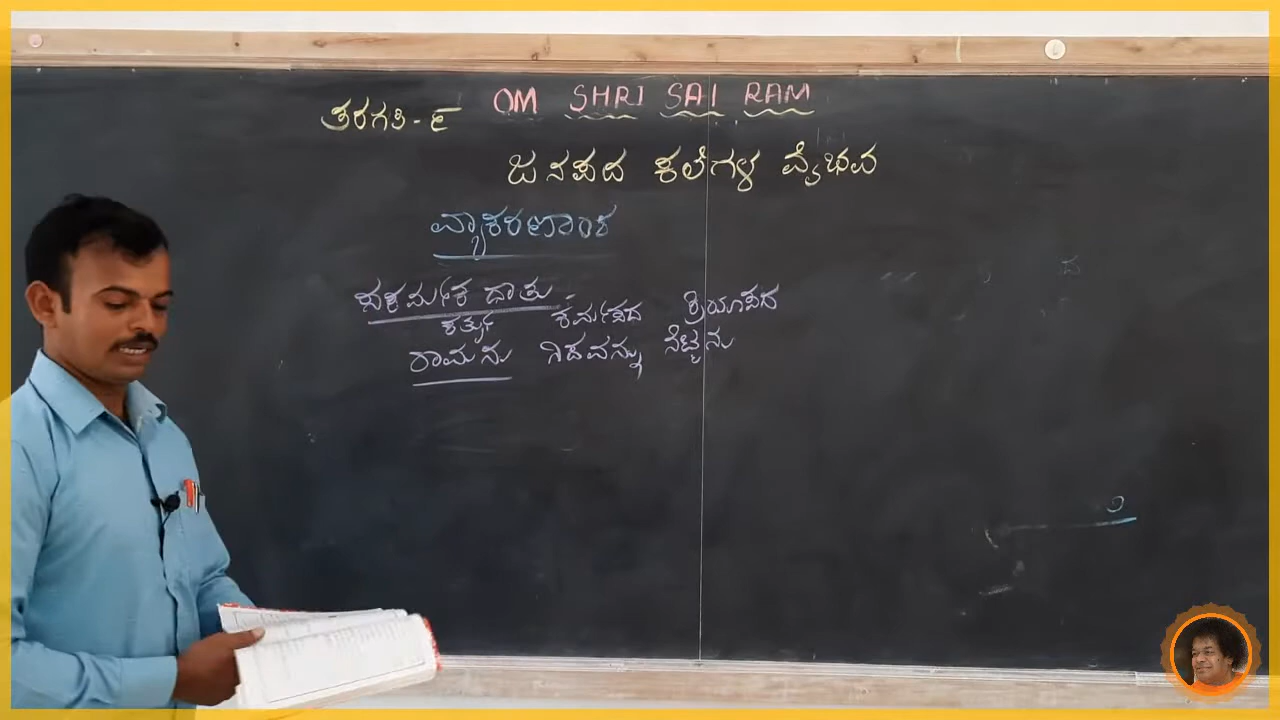 OM SHRI SAI RAM
ತರಗತಿ - ೯
ಜನಪದ ಕಲೆಗಳ ವೈಭವ
ವ್ಯಾಕರಣಾಂಶ
ಸಕರ್ಮಕ ದಾತು -
ಕರ್ತೃ ಕರ್ಮಪದ ಕ್ರಿಯಾಪದ
ರಾಮನು ಗಿಡವನ್ನು ನೆಟ್ಟನು